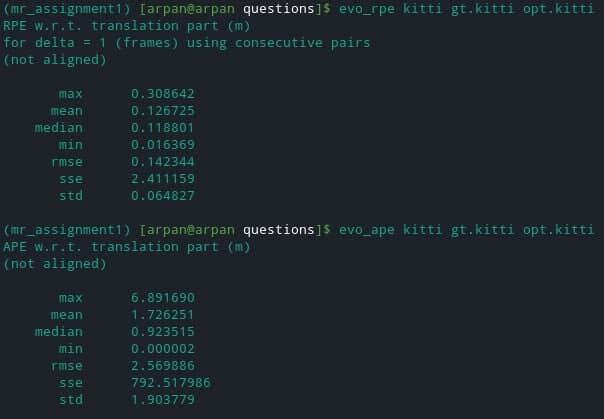 (mr_assignment1) [arpan@arpan questions]$ evo_rpe kitti gt.kitti opt.kitti
RPE w.r.t. translation part (m)
for delta = 1 (frames) using consecutive pairs
(not aligned)
max 0.308642
mean 0.126725
median 0.118801
min 0.016369
rmse 0.142344
sse 2.411159
std 0.064827
(mr_assignment1) [arpan@arpan questions]$ evo_ape kitti gt.kitti opt.kitti
APE w.r.t. translation part (m)
(not aligned)
max 6.891690
mean 1.726251
median 0.923515
min 0.000002
rmse 2.569886
sse 792.517986
std 1.903779